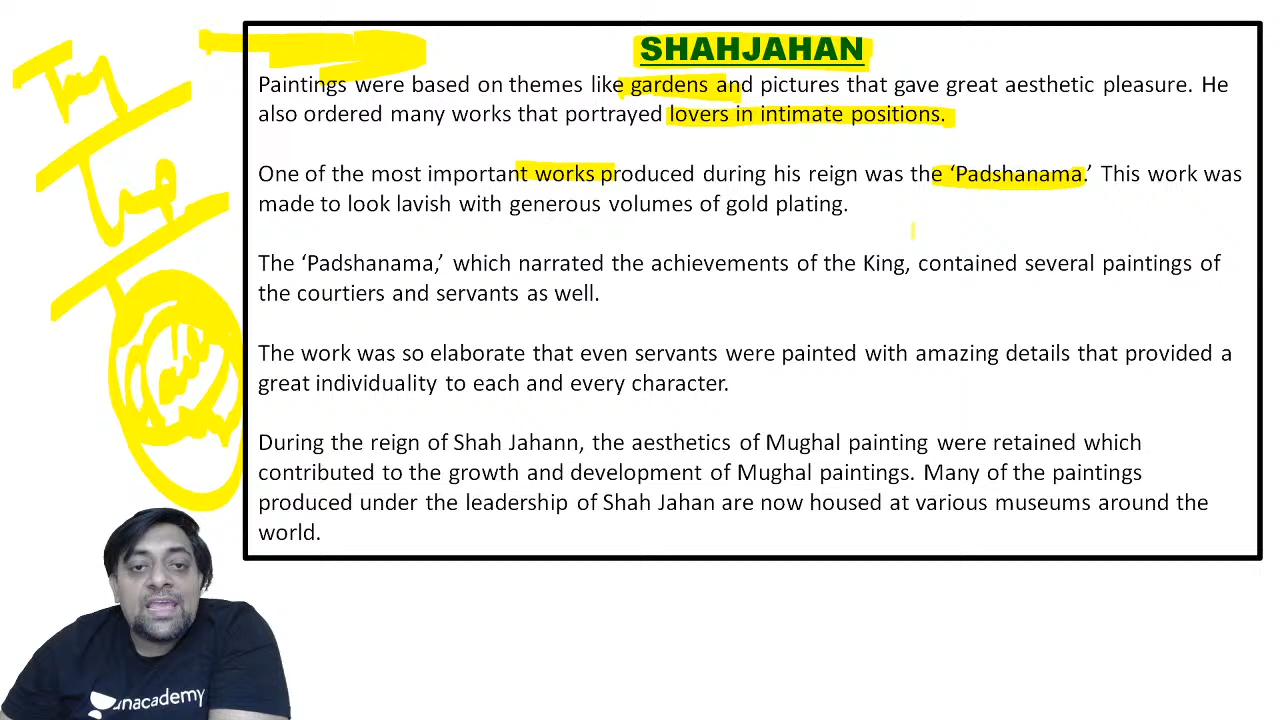 SHAHJAHAN
Paintings were based on themes like gardens and pictures that gave great aesthetic pleasure. He
also ordered many works that portrayed lovers in intimate positions.
One of the most important works produced during his reign was the ‘Padshanama.’ This work was
made to look lavish with generous volumes of gold plating.
The ‘Padshanama,’ which narrated the achievements of the King, contained several paintings of
the courtiers and servants as well.
The work was so elaborate that even servants were painted with amazing details that provided a
great individuality to each and every character.
During the reign of Shah Jahann, the aesthetics of Mughal painting were retained which
contributed to the growth and development of Mughal paintings. Many of the paintings
produced under the leadership of Shah Jahan are now housed at various museums around the
world.
unacademy